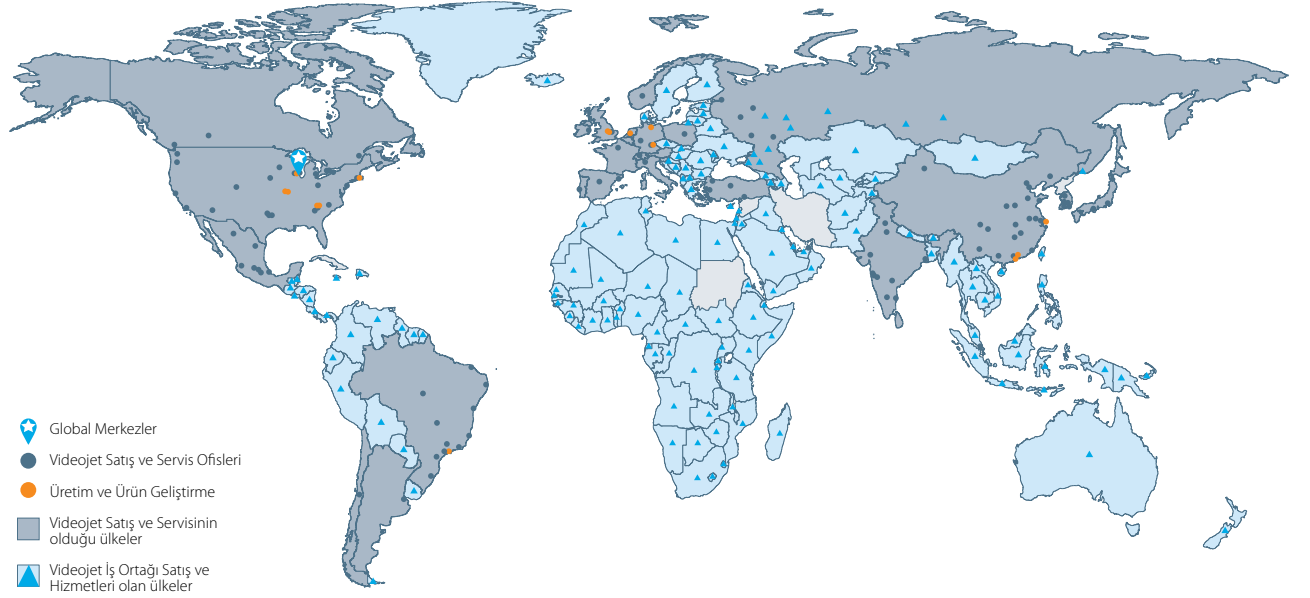 Global Merkezler
Videojet Satış ve Servis Ofisleri
Üretim ve Ürün Geliştirme
Videojet Satış ve Servisinin
olduğu ülkeler
Videojet İş Ortağı Satış ve
Hizmetleri olan ülkeler